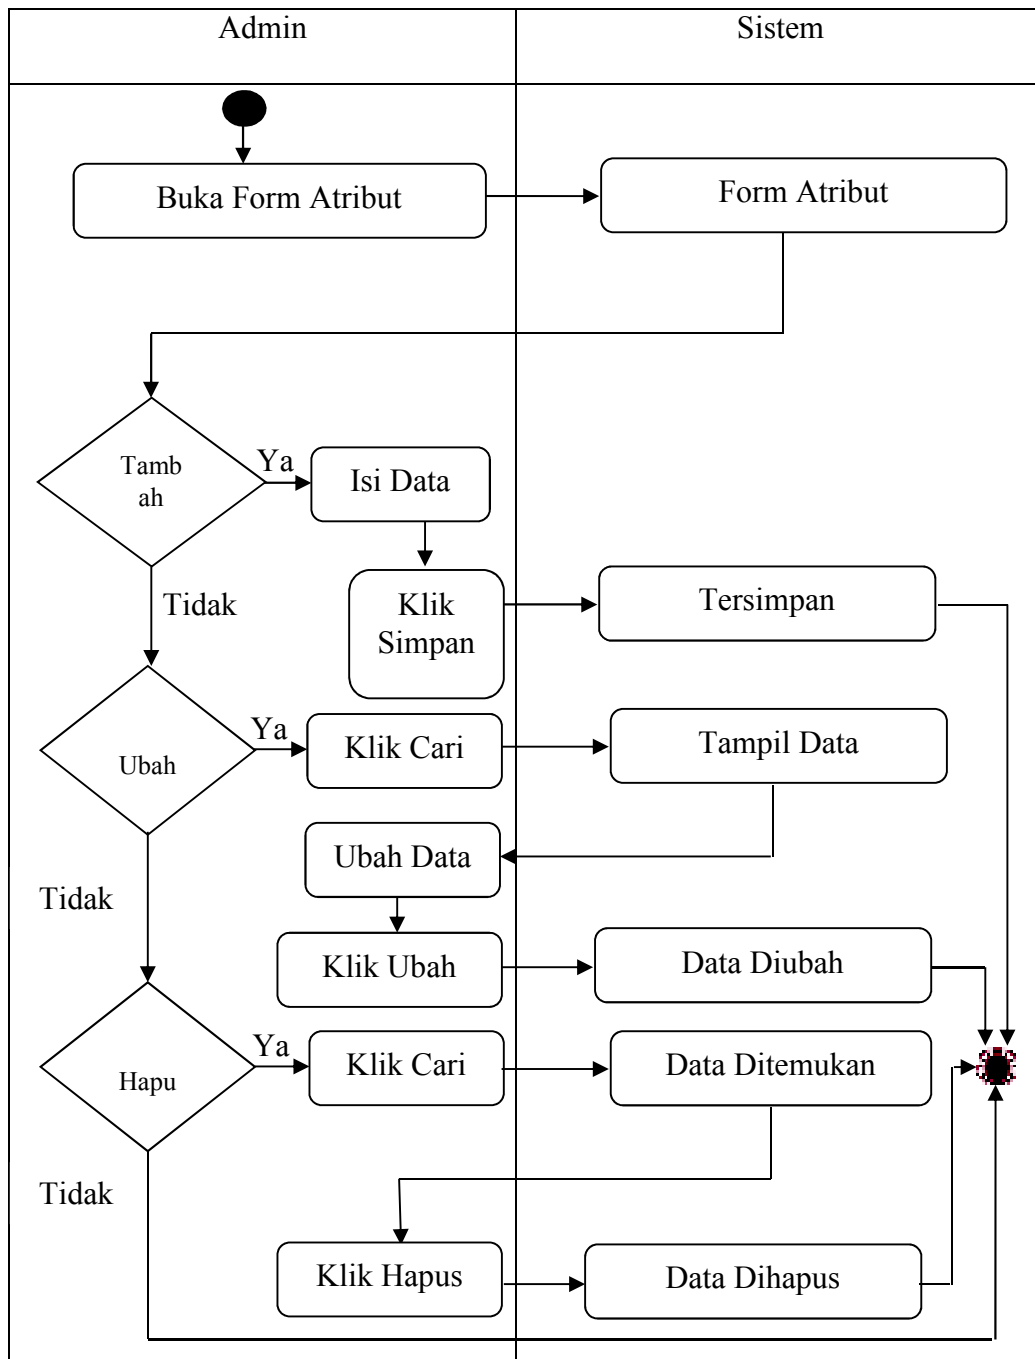 Admin
Sistem
Buka Form Atribut
Form Atribut
Tamb
ah
Ya
Isi Data
Tidak
Klik
Simpan
Tersimpan
Ubah
Ya
Klik Cari
Tampil Data
Ubah Data
Tidak
Klik Ubah
Data Diubah
Hapu
Ya
Klik Cari
Data Ditemukan
Tidak
Klik Hapus
Data Dihapus